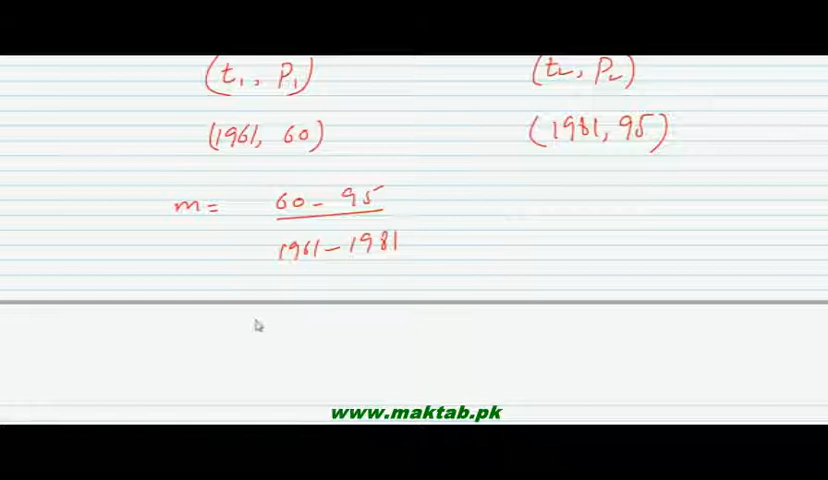 (t₁, P₁) (t₂, P₂)
(1961, 60) (1981, 95)
m = 60 - 95
1961 - 1981
www.maktab.pk